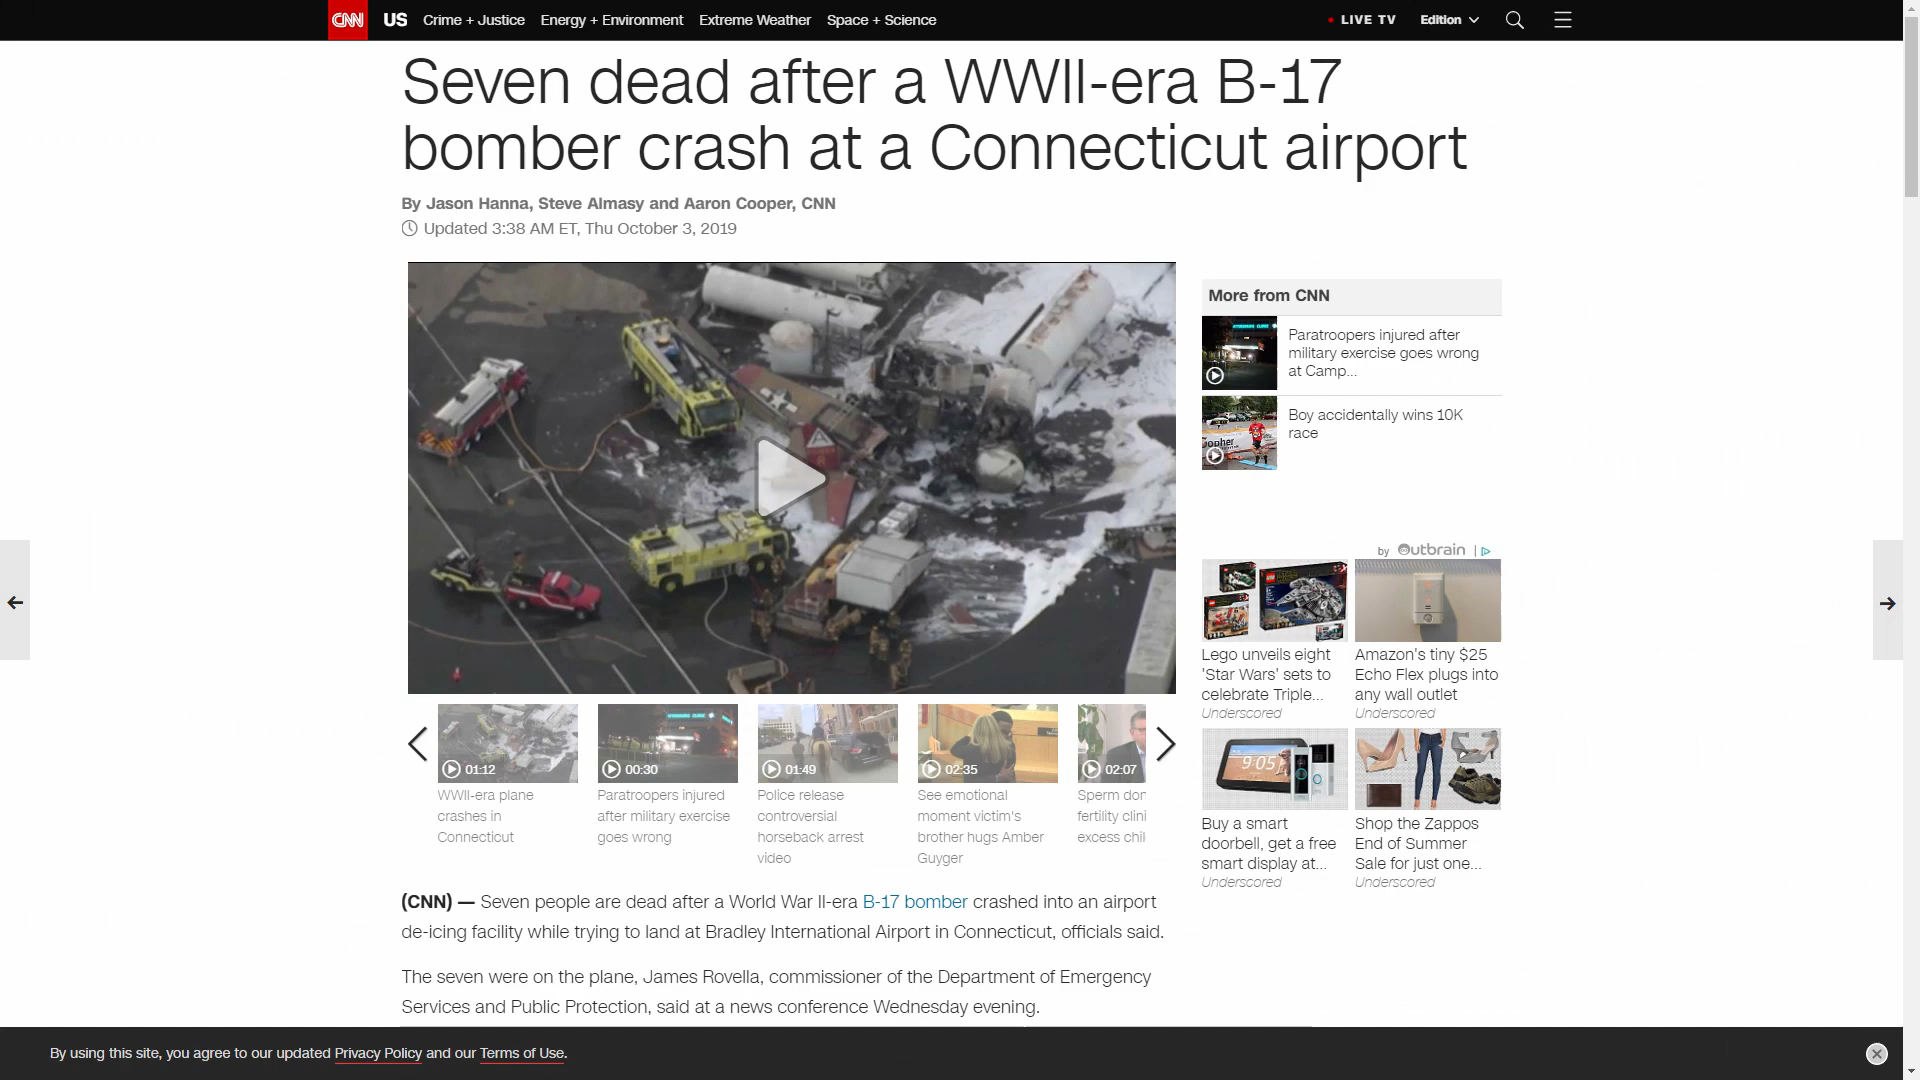 CNN US Crime + Justice Energy + Environment Extreme Weather Space + Science LIVE TV Edition
Seven dead after a WWII-era B-17
bomber crash at a Connecticut airport
By Jason Hanna, Steve Almasy and Aaron Cooper, CNN
Updated 3:38 AM ET, Thu October 3, 2019
01:12
WWII-era plane
crashes in
Connecticut
00:30
Paratroopers injured
after military exercise
goes wrong
01:49
Police release
controversial
horseback arrest
video
02:35
See emotional
moment victim's
brother hugs Amber
Guyger
02:07
Sperm don
fertility clini
excess chil
(CNN) — Seven people are dead after a World War II-era B-17 bomber crashed into an airport
de-icing facility while trying to land at Bradley International Airport in Connecticut, officials said.
The seven were on the plane, James Rovella, commissioner of the Department of Emergency
Services and Public Protection, said at a news conference Wednesday evening.
More from CNN
Paratroopers injured after
military exercise goes wrong
at Camp...
Boy accidentally wins 10K
race
by Outbrain |
Lego unveils eight
'Star Wars' sets to
celebrate Triple...
Underscored
Amazon's tiny $25
Echo Flex plugs into
any wall outlet
Underscored
9:05
Buy a smart
doorbell, get a free
smart display at...
Underscored
Shop the Zappos
End of Summer
Sale for just one...
Underscored
By using this site, you agree to our updated Privacy Policy and our Terms of Use.